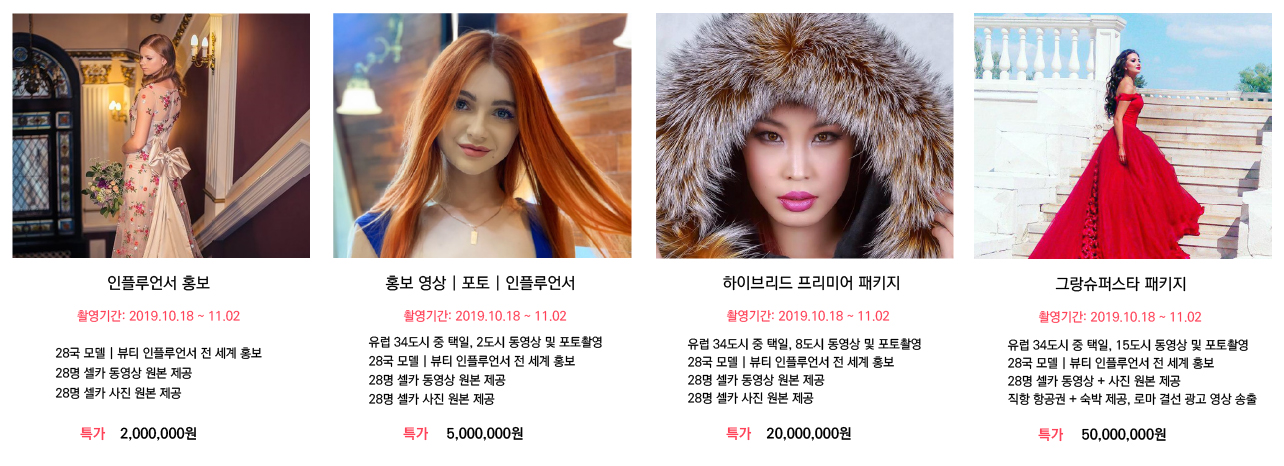 인플루언서 홍보
촬영기간: 2019.10.18 ~ 11.02
28국 모델 | 뷰티 인플루언서 전 세계 홍보
28명 셀카 동영상 원본 제공
28명 셀카 사진 원본 제공
특가 2,000,000원
홍보 영상 | 포토 | 인플루언서
촬영기간: 2019.10.18 ~ 11.02
유럽 34도시 중 택일, 2도시 동영상 및 포토촬영
28국 모델 | 뷰티 인플루언서 전 세계 홍보
28명 셀카 동영상 원본 제공
28명 셀카 사진 원본 제공
특가 5,000,000원
하이브리드 프리미어 패키지
촬영기간: 2019.10.18 ~ 11.02
유럽 34도시 중 택일, 8도시 동영상 및 포토촬영
28국 모델 | 뷰티 인플루언서 전 세계 홍보
28명 셀카 동영상 원본 제공
28명 셀카 사진 원본 제공
특가 20,000,000원
그랑슈퍼스타 패키지
촬영기간: 2019.10.18 ~ 11.02
유럽 34도시 중 택일, 15도시 동영상 및 포토촬영
28국 모델 | 뷰티 인플루언서 전 세계 홍보
28명 셀카 동영상 + 사진 원본 제공
직항 항공권 + 숙박 제공, 로마 결선 광고 영상 송출
특가 50,000,000원